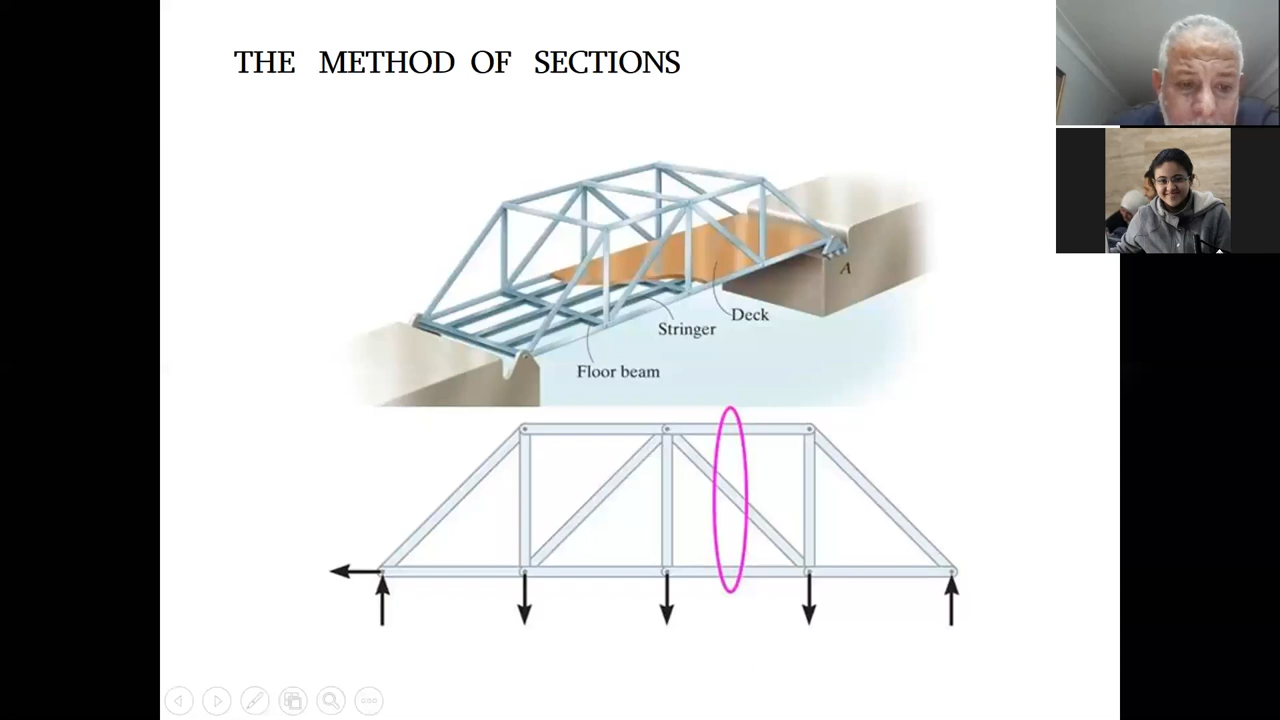 THE METHOD OF SECTIONS
A
Deck
Stringer
Floor beam